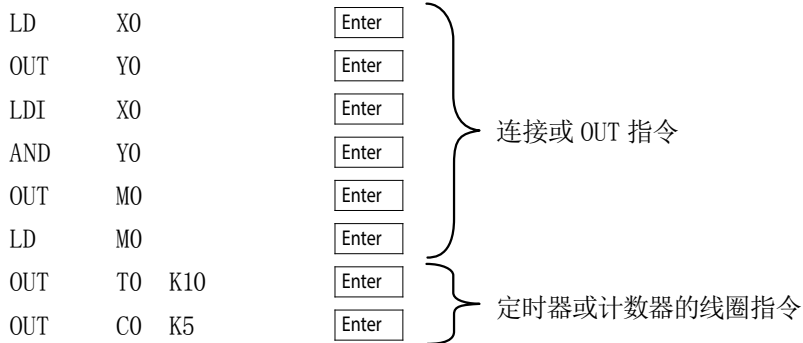 LD X0 Enter
OUT Y0 Enter
LDI X0 Enter
AND Y0 Enter
连接或 OUT 指令
OUT M0 Enter
LD M0 Enter
OUT T0 K10 Enter
OUT C0 K5 Enter
定时器或计数器的线圈指令